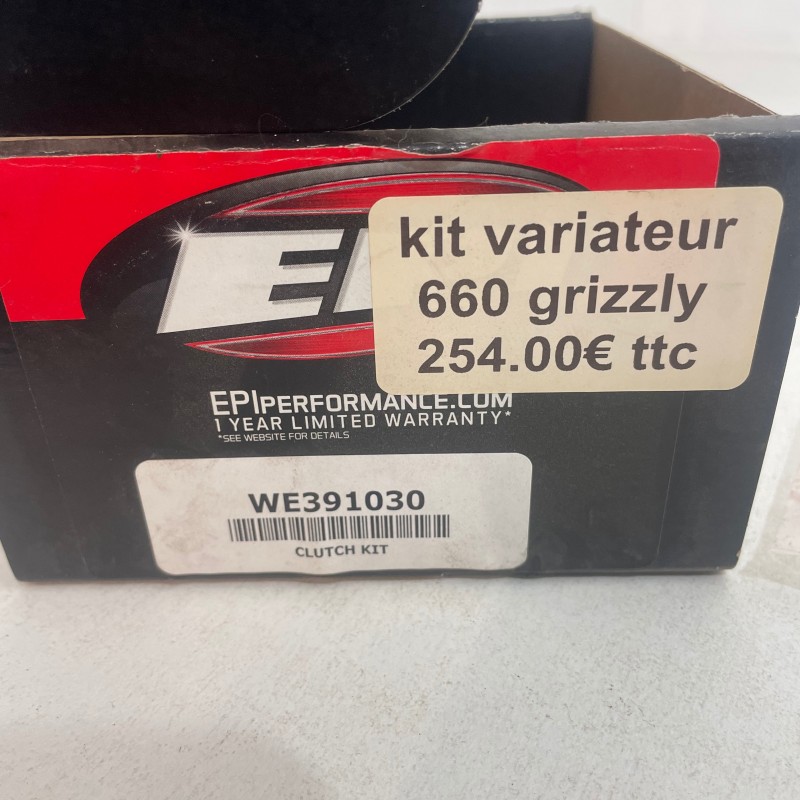 kit variateur
660 grizzly
254.00€ ttc
EPIPERFORMANCE.COM
1 YEAR LIMITED WARRANTY*
*SEE WEBSITE FOR DETAILS
WE391030
CLUTCH KIT